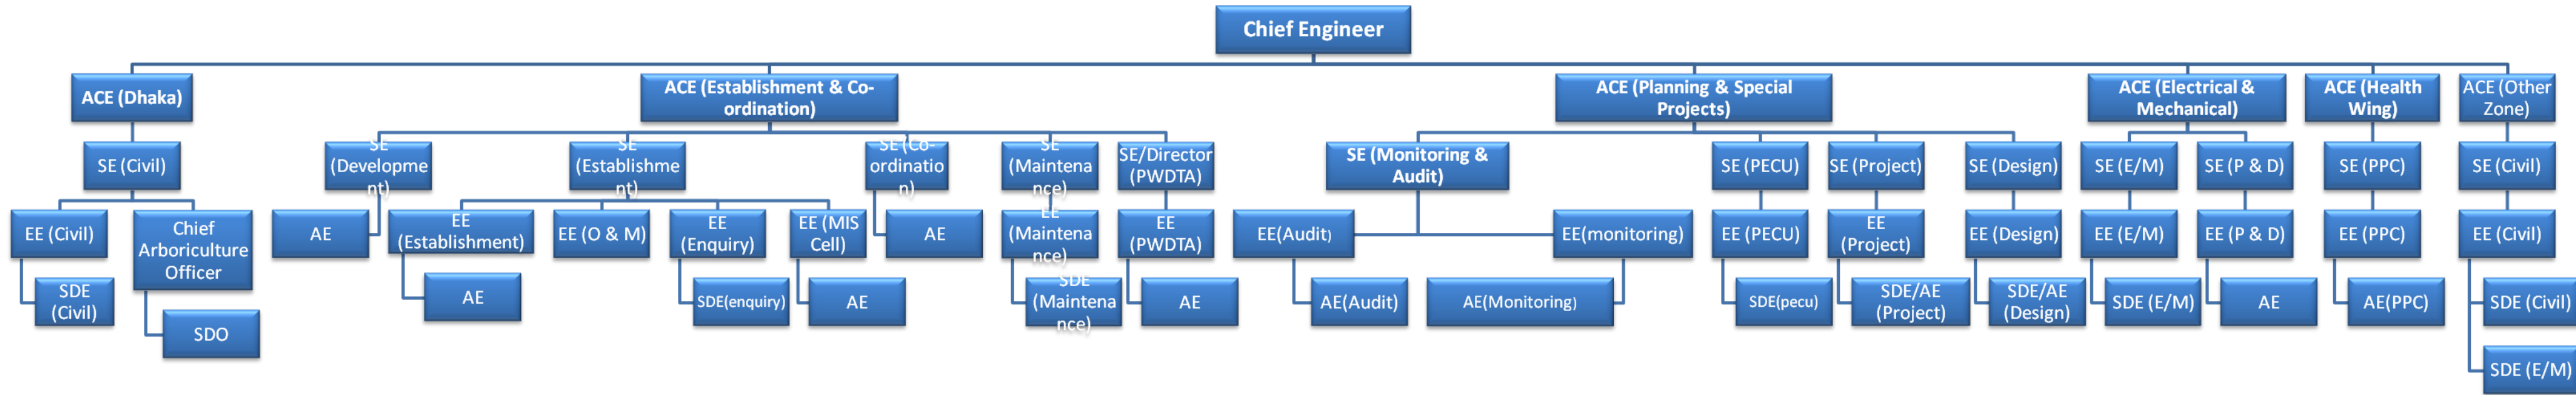 Chief Engineer
ACE (Dhaka)
ACE (Establishment & Co-
ordination)
ACE (Planning & Special
Projects)
ACE (Electrical &
Mechanical)
ACE (Health
Wing)
ACE (Other
Zone)
SE (Civil)
SE
(Developme
nt)
SE
(Establishme
nt)
SE (Co-
ordinatio
n)
SE
(Maintena
nce)
SE/Director
(PWDTA)
SE (Monitoring &
Audit)
SE (PECU)
SE (Project)
SE (Design)
SE (E/M)
SE (P & D)
SE (PPC)
SE (Civil)
EE (Civil)
Chief
Arboriculture
Officer
AE
EE
(Establishment)
EE (O & M)
EE
(Enquiry)
EE (MIS
Cell)
AE
EE
(Maintena
nce)
EE
(PWDTA)
EE(Audit)
EE(monitoring)
EE (PECU)
EE
(Project)
EE (Design)
EE (E/M)
EE (P & D)
EE (PPC)
EE (Civil)
SDE
(Civil)
SDO
AE
SDE(enquiry)
AE
SDE
(Maintena
nce)
AE
AE(Audit)
AE(Monitoring)
SDE(pecu)
SDE/AE
(Project)
SDE/AE
(Design)
SDE (E/M)
AE
AE(PPC)
SDE (Civil)
SDE (E/M)